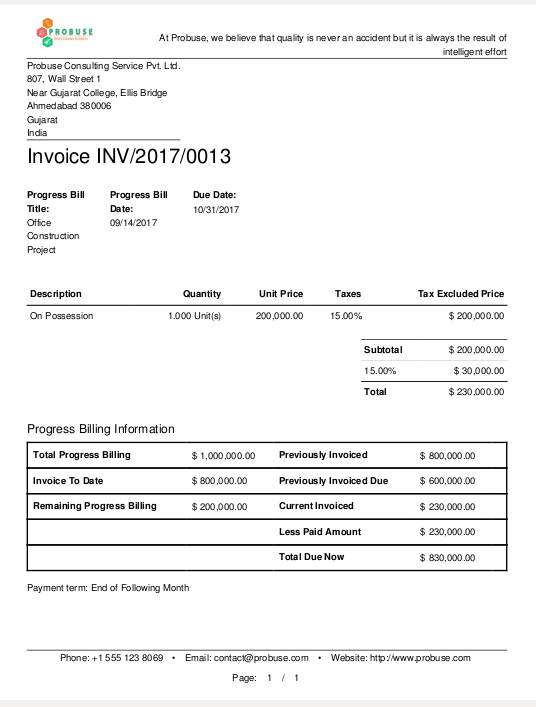 PROBUSE
At Probuse, we believe that quality is never an accident but it is always the result of
intelligent effort
Probuse Consulting Service Pvt. Ltd.
807, Wall Street 1
Near Gujarat College, Ellis Bridge
Ahmedabad 380006
Gujarat
India
Invoice INV/2017/0013
Progress Bill Title: Progress Bill Date: Due Date:
Office Construction Project 09/14/2017 10/31/2017
Description Quantity Unit Price Taxes Tax Excluded Price
On Possession 1.000 Unit(s) 200,000.00 15.00% $ 200,000.00
Subtotal $ 200,000.00
15.00% $ 30,000.00
Total $ 230,000.00
Progress Billing Information
Total Progress Billing $ 1,000,000.00 Previously Invoiced $ 800,000.00
Invoice To Date $ 800,000.00 Previously Invoiced Due $ 600,000.00
Remaining Progress Billing $ 200,000.00 Current Invoiced $ 230,000.00
Less Paid Amount $ 230,000.00
Total Due Now $ 830,000.00
Payment term: End of Following Month
Phone: +1 555 123 8069 • Email: contact@probuse.com • Website: http://www.probuse.com
Page: 1 / 1